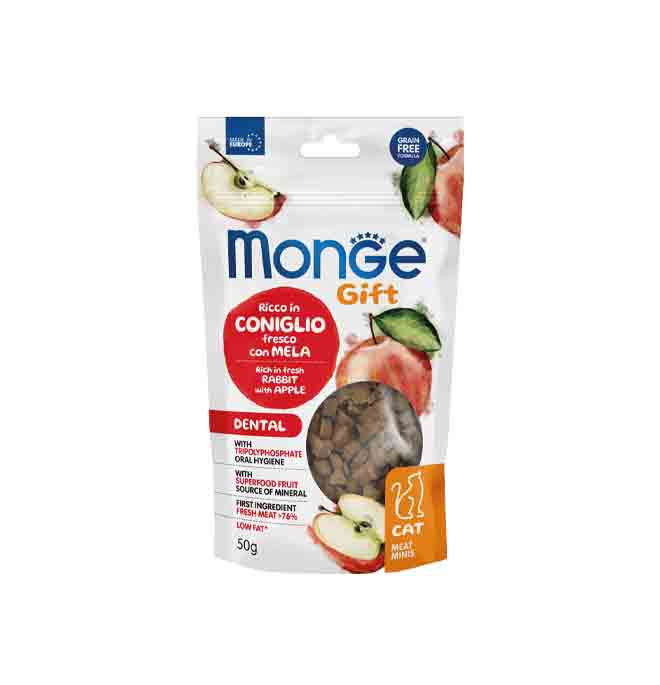 MADE IN
EUROPE
GRAIN
FREE
FORMULA
Monge®
Gift
Ricco in
CONIGLIO
fresco
con MELA
Rich in fresh
RABBIT
with APPLE
DENTAL
WITH
TRIPOLYPHOSPHATE
ORAL HYGIENE
WITH
SUPERFOOD FRUIT
SOURCE OF MINERAL
FIRST INGREDIENT
FRESH MEAT >76%
LOW FAT*
50g
CAT
MEAT
MINIS